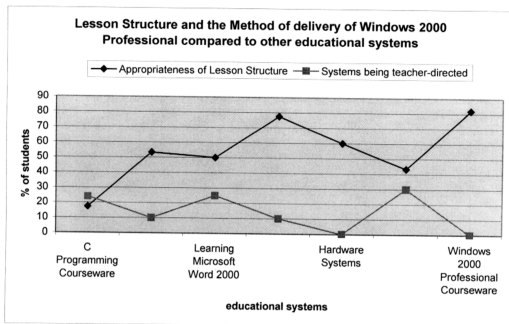 Lesson Structure and the Method of delivery of Windows 2000
Professional compared to other educational systems
Appropriateness of Lesson Structure
Systems being teacher-directed
90
80
70
60
50
40
30
20
10
0
% of students
C
Programming
Courseware
Learning
Microsoft
Word 2000
Hardware
Systems
Windows
2000
Professional
Courseware
educational systems